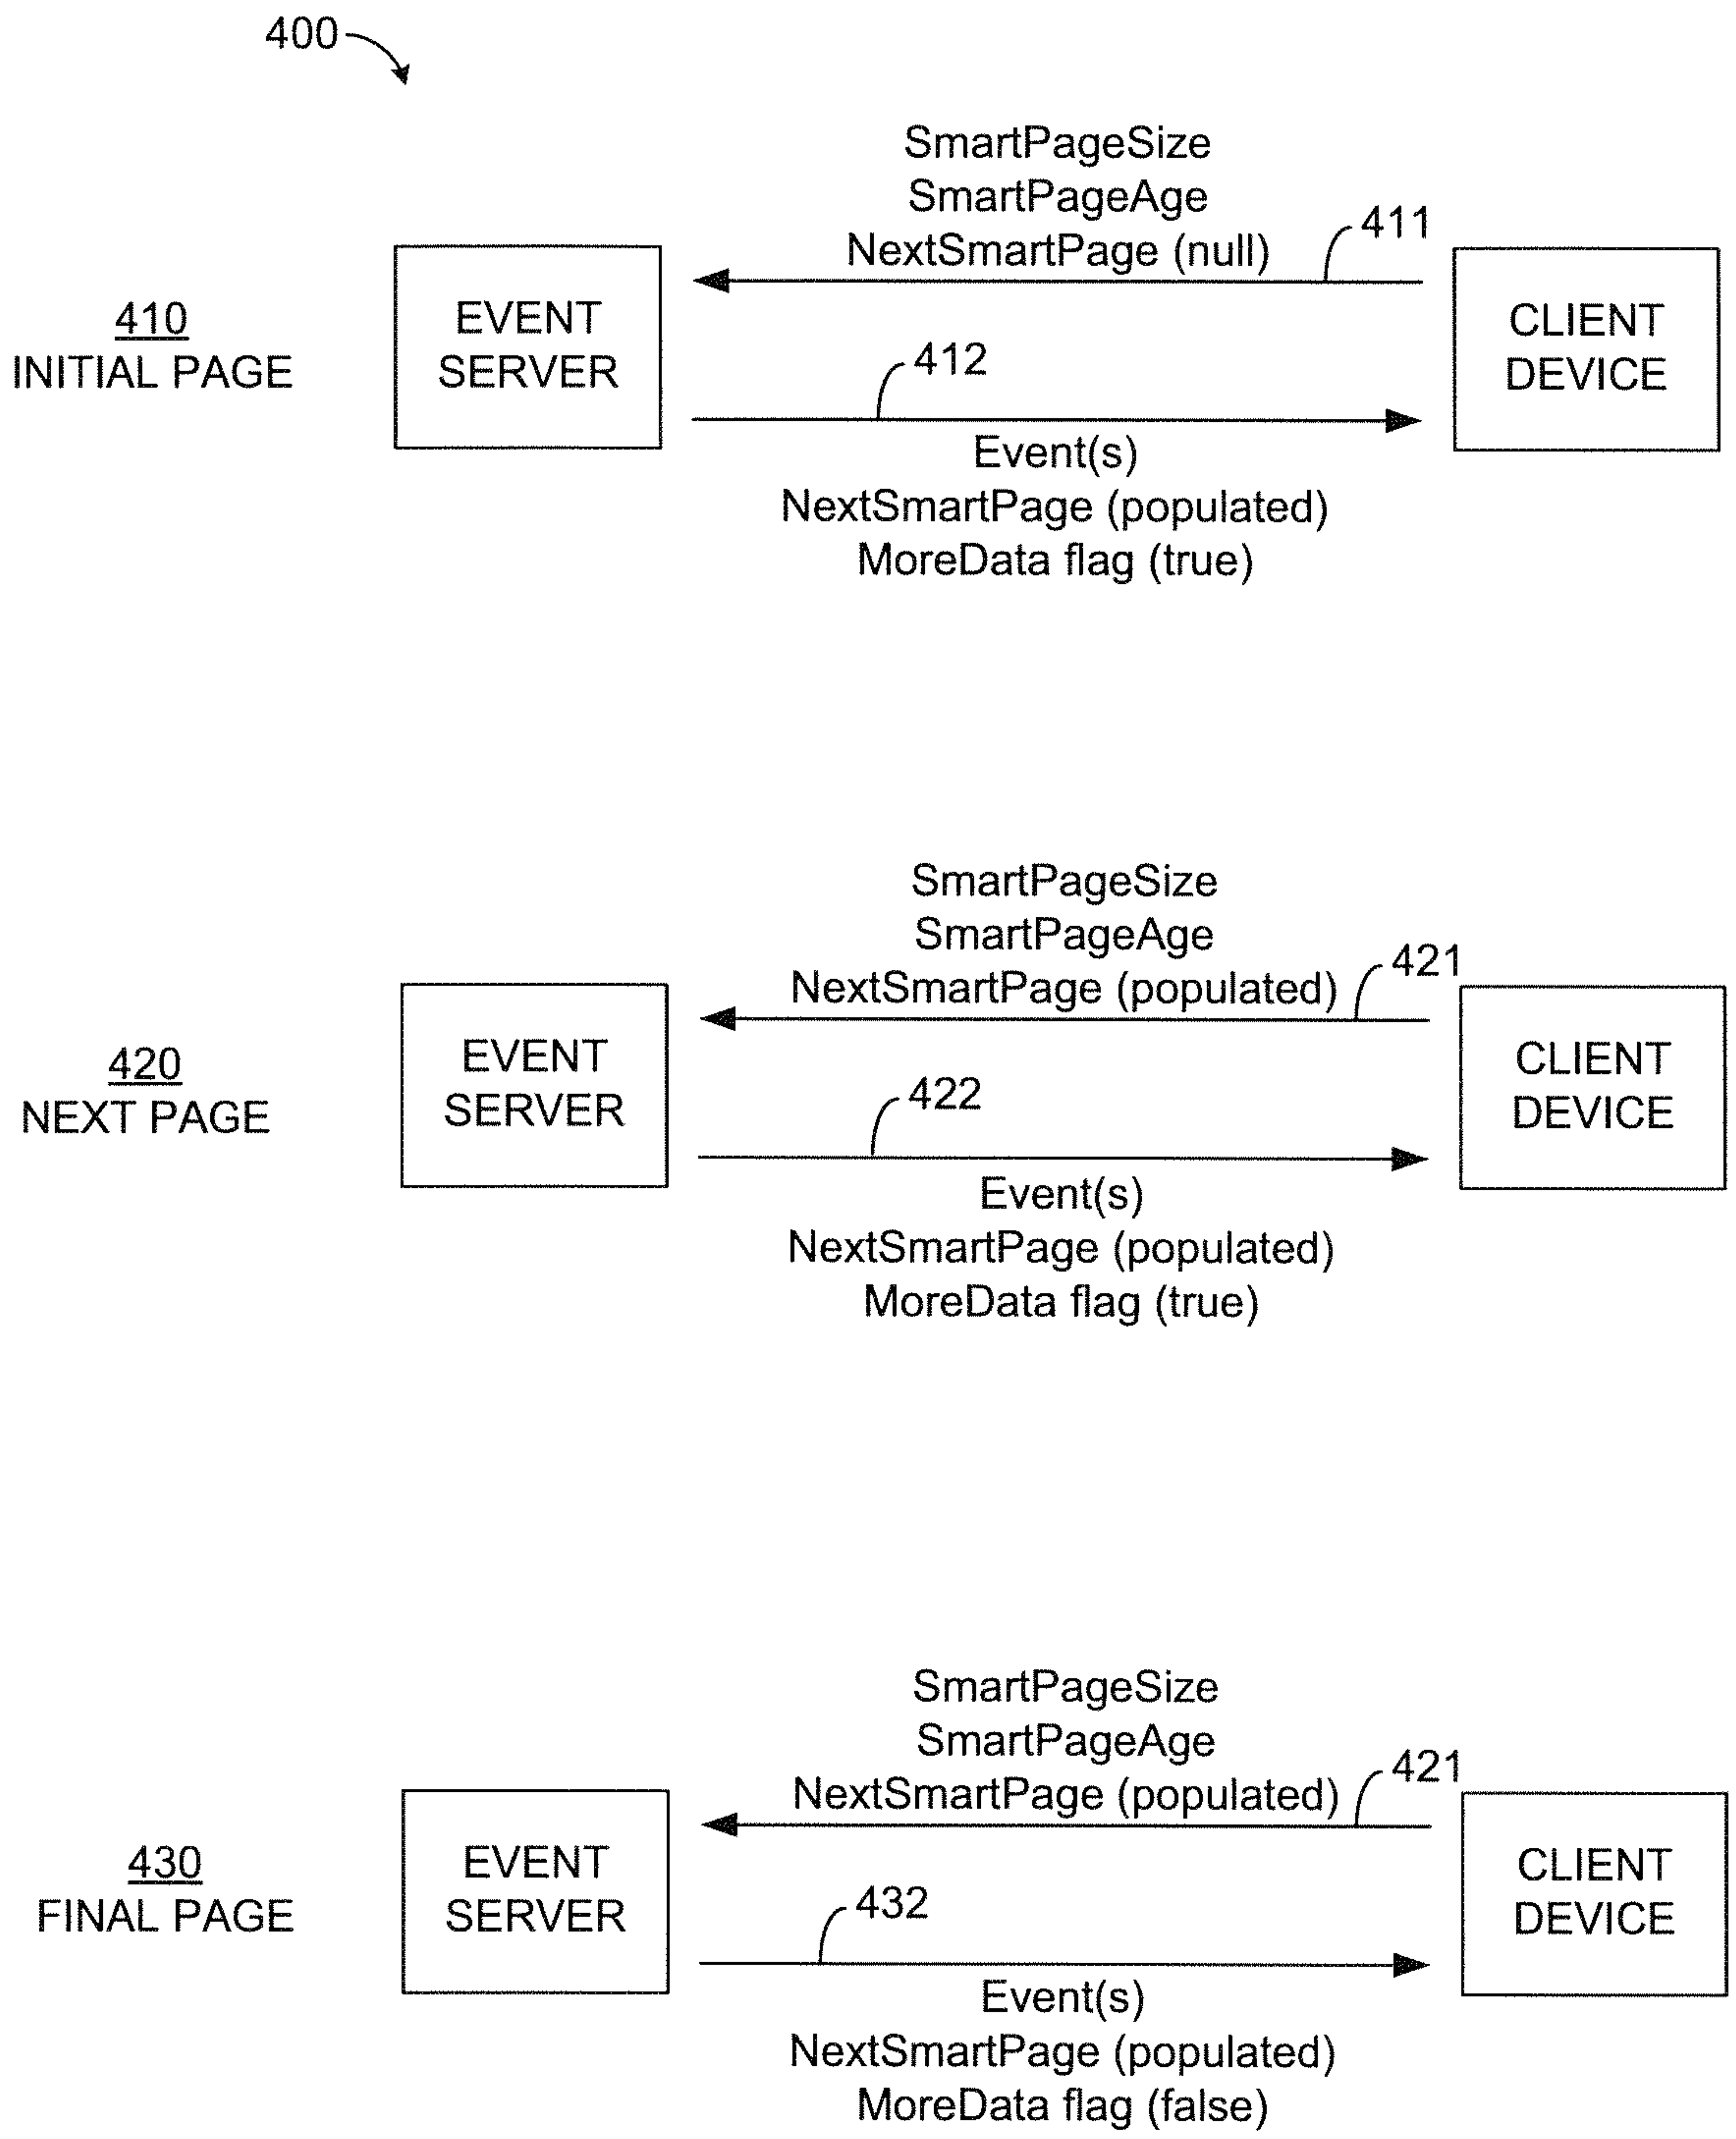 400
SmartPageSize
SmartPageAge
NextSmartPage (null)
411
410
INITIAL PAGE
EVENT
SERVER
CLIENT
DEVICE
412
Event(s)
NextSmartPage (populated)
MoreData flag (true)
SmartPageSize
SmartPageAge
NextSmartPage (populated)
421
420
NEXT PAGE
EVENT
SERVER
CLIENT
DEVICE
422
Event(s)
NextSmartPage (populated)
MoreData flag (true)
SmartPageSize
SmartPageAge
NextSmartPage (populated)
421
430
FINAL PAGE
EVENT
SERVER
CLIENT
DEVICE
432
Event(s)
NextSmartPage (populated)
MoreData flag (false)